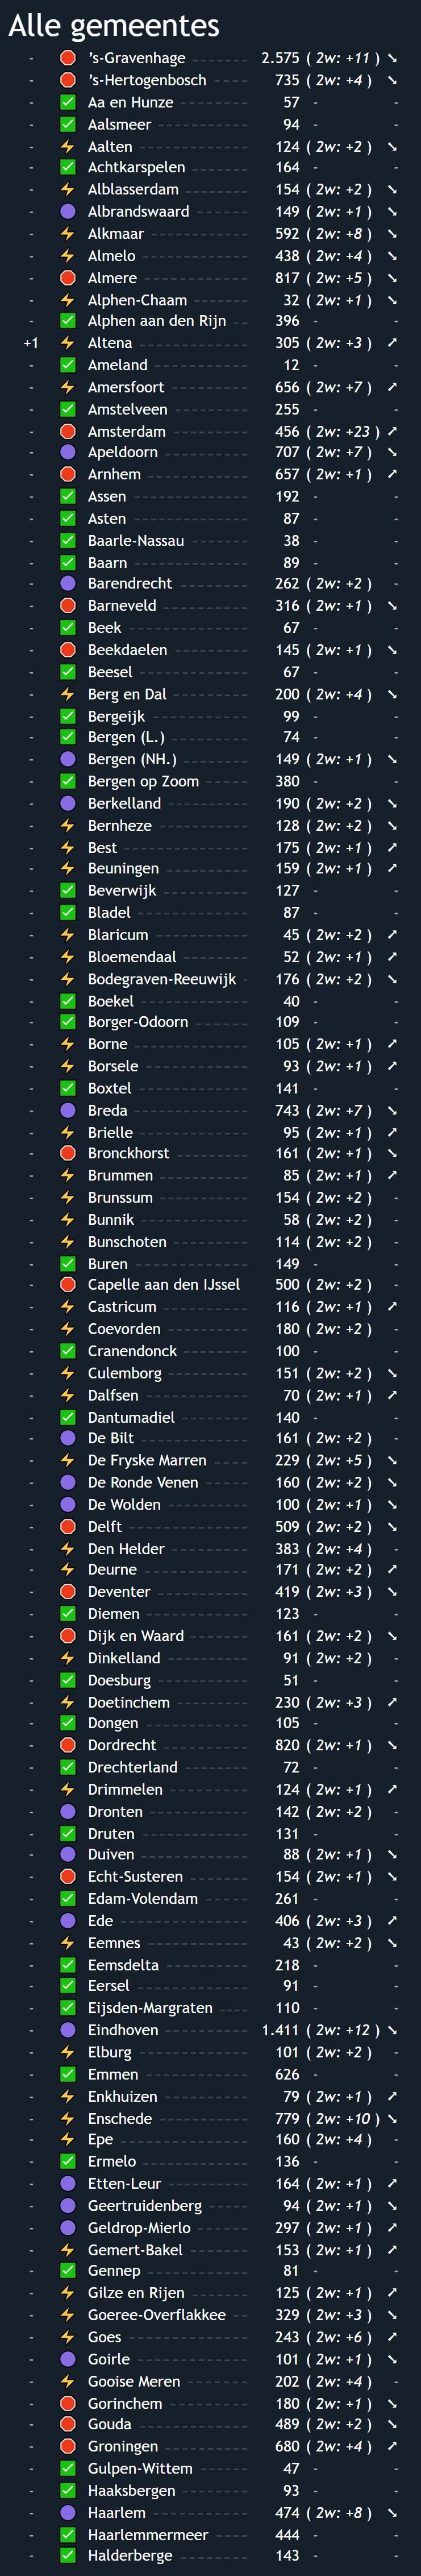 Alle gemeentes
- 's-Gravenhage 2.575 ( 2w: +11 ) ↘
- 's-Hertogenbosch 735 ( 2w: +4 ) ↘
- Aa en Hunze 57 - -
- Aalsmeer 94 - -
- Aalten 124 ( 2w: +2 ) ↘
- Achtkarspelen 164 - -
- Alblasserdam 154 ( 2w: +2 ) ↘
- Albrandswaard 149 ( 2w: +1 ) ↘
- Alkmaar 592 ( 2w: +8 ) ↘
- Almelo 438 ( 2w: +4 ) ↘
- Almere 817 ( 2w: +5 ) ↘
- Alphen-Chaam 32 ( 2w: +1 ) ↘
- Alphen aan den Rijn 396 - -
+1 Altena 305 ( 2w: +3 ) ↗
- Ameland 12 - -
- Amersfoort 656 ( 2w: +7 ) ↗
- Amstelveen 255 - -
- Amsterdam 456 ( 2w: +23 ) ↗
- Apeldoorn 707 ( 2w: +7 ) ↘
- Arnhem 657 ( 2w: +1 ) ↗
- Assen 192 - -
- Asten 87 - -
- Baarle-Nassau 38 - -
- Baarn 89 - -
- Barendrecht 262 ( 2w: +2 ) -
- Barneveld 316 ( 2w: +1 ) ↘
- Beek 67 - -
- Beekdaelen 145 ( 2w: +1 ) ↘
- Beesel 67 - -
- Berg en Dal 200 ( 2w: +4 ) ↘
- Bergeijk 99 - -
- Bergen (L.) 74 - -
- Bergen (NH.) 149 ( 2w: +1 ) ↘
- Bergen op Zoom 380 - -
- Berkelland 190 ( 2w: +2 ) ↘
- Bernheze 128 ( 2w: +2 ) ↘
- Best 175 ( 2w: +1 ) ↗
- Beuningen 159 ( 2w: +1 ) ↗
- Beverwijk 127 - -
- Bladel 87 - -
- Blaricum 45 ( 2w: +2 ) ↗
- Bloemendaal 52 ( 2w: +1 ) ↗
- Bodegraven-Reeuwijk 176 ( 2w: +2 ) ↘
- Boekel 40 - -
- Borger-Odoorn 109 - -
- Borne 105 ( 2w: +1 ) ↗
- Borsele 93 ( 2w: +1 ) ↗
- Boxtel 141 - -
- Breda 743 ( 2w: +7 ) ↘
- Brielle 95 ( 2w: +1 ) ↗
- Bronckhorst 161 ( 2w: +1 ) ↘
- Brummen 85 ( 2w: +1 ) ↗
- Brunssum 154 ( 2w: +2 ) -
- Bunnik 58 ( 2w: +2 ) -
- Bunschoten 114 ( 2w: +2 ) -
- Buren 149 - -
- Capelle aan den IJssel 500 ( 2w: +2 ) -
- Castricum 116 ( 2w: +1 ) ↗
- Coevorden 180 ( 2w: +2 ) -
- Cranendonck 100 - -
- Culemborg 151 ( 2w: +2 ) ↘
- Dalfsen 70 ( 2w: +1 ) ↗
- Dantumadiel 140 - -
- De Bilt 161 ( 2w: +2 ) -
- De Fryske Marren 229 ( 2w: +5 ) ↘
- De Ronde Venen 160 ( 2w: +2 ) ↘
- De Wolden 100 ( 2w: +1 ) ↘
- Delft 509 ( 2w: +2 ) ↘
- Den Helder 383 ( 2w: +4 ) -
- Deurne 171 ( 2w: +2 ) ↗
- Deventer 419 ( 2w: +3 ) ↘
- Diemen 123 - -
- Dijk en Waard 161 ( 2w: +2 ) ↘
- Dinkelland 91 ( 2w: +2 ) -
- Doesburg 51 - -
- Doetinchem 230 ( 2w: +3 ) ↗
- Dongen 105 - -
- Dordrecht 820 ( 2w: +1 ) ↘
- Drechterland 72 - -
- Drimmelen 124 ( 2w: +1 ) ↗
- Dronten 142 ( 2w: +2 ) -
- Druten 131 - -
- Duiven 88 ( 2w: +1 ) ↘
- Echt-Susteren 154 ( 2w: +1 ) ↘
- Edam-Volendam 261 - -
- Ede 406 ( 2w: +3 ) ↗
- Eemnes 43 ( 2w: +2 ) ↘
- Eemsdelta 218 - -
- Eersel 91 - -
- Eijsden-Margraten 110 - -
- Eindhoven 1.411 ( 2w: +12 ) ↘
- Elburg 101 ( 2w: +2 ) -
- Emmen 626 - -
- Enkhuizen 79 ( 2w: +1 ) ↗
- Enschede 779 ( 2w: +10 ) ↘
- Epe 160 ( 2w: +4 ) -
- Ermelo 136 - -
- Etten-Leur 164 ( 2w: +1 ) ↗
- Geertruidenberg 94 ( 2w: +1 ) ↘
- Geldrop-Mierlo 297 ( 2w: +1 ) ↗
- Gemert-Bakel 153 ( 2w: +1 ) ↗
- Gennep 81 - -
- Gilze en Rijen 125 ( 2w: +1 ) ↗
- Goeree-Overflakkee 329 ( 2w: +3 ) ↘
- Goes 243 ( 2w: +6 ) ↗
- Goirle 101 ( 2w: +1 ) ↘
- Gooise Meren 202 ( 2w: +4 ) -
- Gorinchem 180 ( 2w: +1 ) ↘
- Gouda 489 ( 2w: +2 ) ↘
- Groningen 680 ( 2w: +4 ) ↗
- Gulpen-Wittem 47 - -
- Haaksbergen 93 - -
- Haarlem 474 ( 2w: +8 ) ↘
- Haarlemmermeer 444 - -
- Halderberge 143 - -